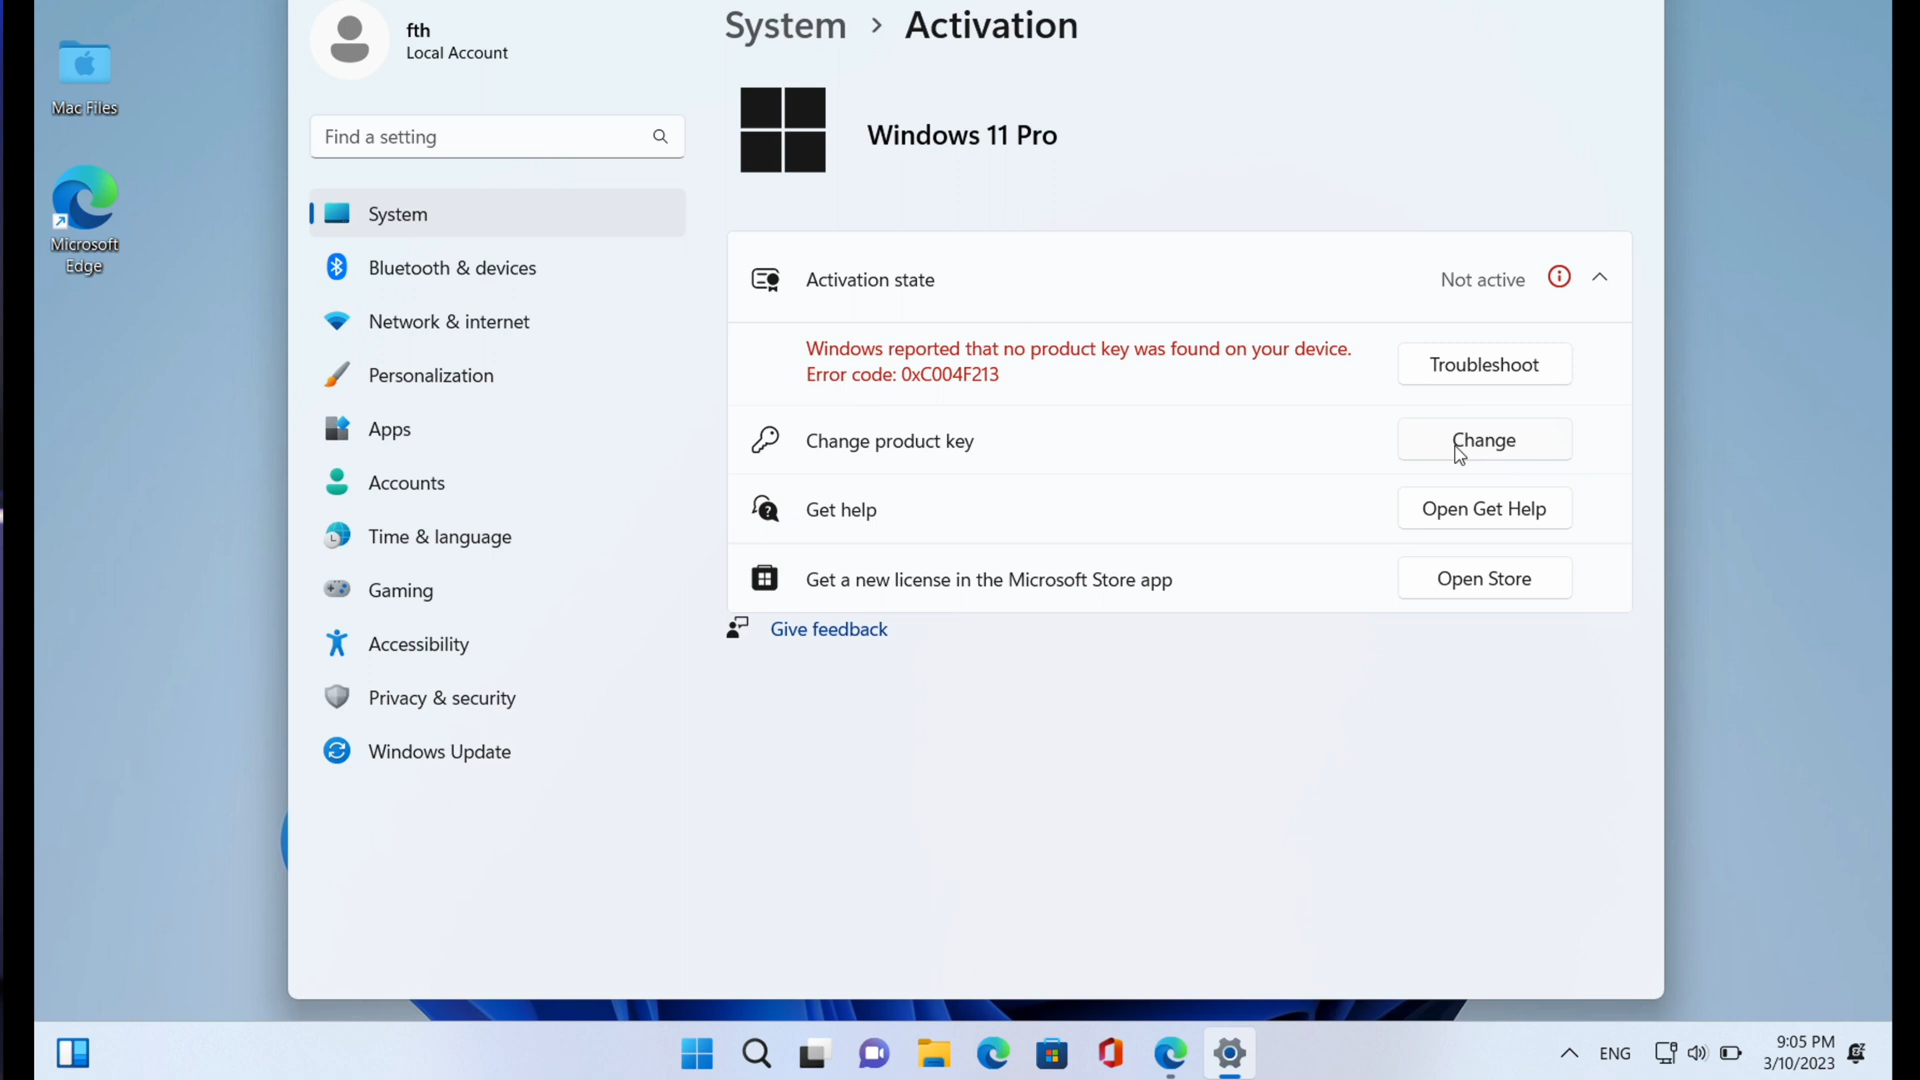 Mac Files
Microsoft
Edge
fth
Local Account
Find a setting
System
Bluetooth & devices
Network & internet
Personalization
Apps
Accounts
Time & language
Gaming
Accessibility
Privacy & security
Windows Update
System > Activation
Windows 11 Pro
Activation state
Not active
Windows reported that no product key was found on your device.
Error code: 0xC004F213
Troubleshoot
Change product key
Change
Get help
Open Get Help
Get a new license in the Microsoft Store app
Open Store
Give feedback
ENG
9:05 PM
3/10/2023